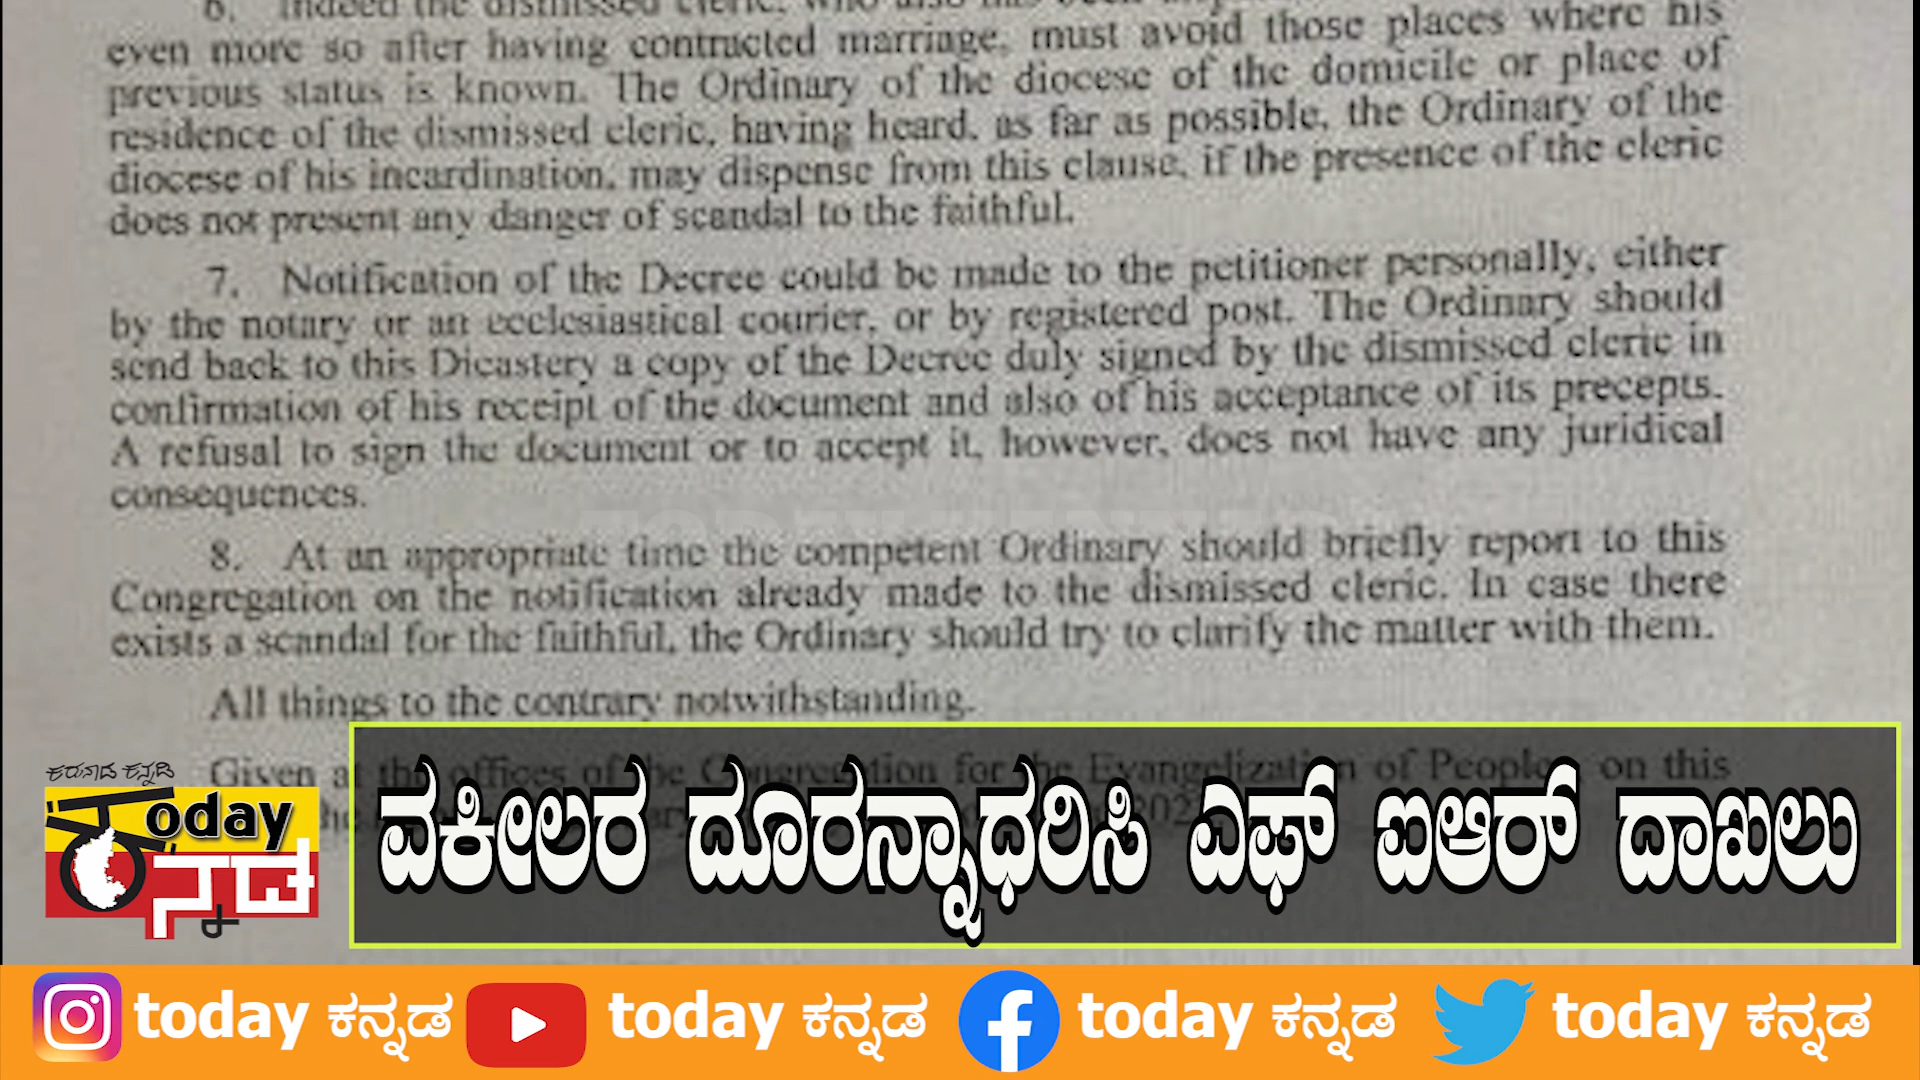 6. Indeed the dismissed cleric, who also has been
even more so after having contracted marriage, must avoid those places where his
previous status is known. The Ordinary of the diocese of the domicile or place of
residence of the dismissed cleric, having heard, as far as possible, the Ordinary of the
diocese of his incardination, may dispense from this clause, if the presence of the cleric
does not present any danger of scandal to the faithful.
7. Notification of the Decree could be made to the petitioner personally, either
by the notary or an ecclesiastical courier, or by registered post. The Ordinary should
send back to this Dicastery a copy of the Decree duly signed by the dismissed cleric in
confirmation of his receipt of the document and also of his acceptance of its precepts.
A refusal to sign the document or to accept it, however, does not have any juridical
consequences.
8. At an appropriate time the competent Ordinary should briefly report to this
Congregation on the notification already made to the dismissed cleric. In case there
exists a scandal for the faithful, the Ordinary should try to clarify the matter with them.
All things to the contrary notwithstanding.
Given at the offices of the Congregation for the Evangelization of Peoples on this
ಕರುನಾಡ ಕನ್ನಡಿ
Today
ಕನ್ನಡ
ವಕೀಲರ ದೂರನ್ನಾಧರಿಸಿ ಎಫ್ ಐಆರ್ ದಾಖಲು
today ಕನ್ನಡ today ಕನ್ನಡ today ಕನ್ನಡ today ಕನ್ನಡ